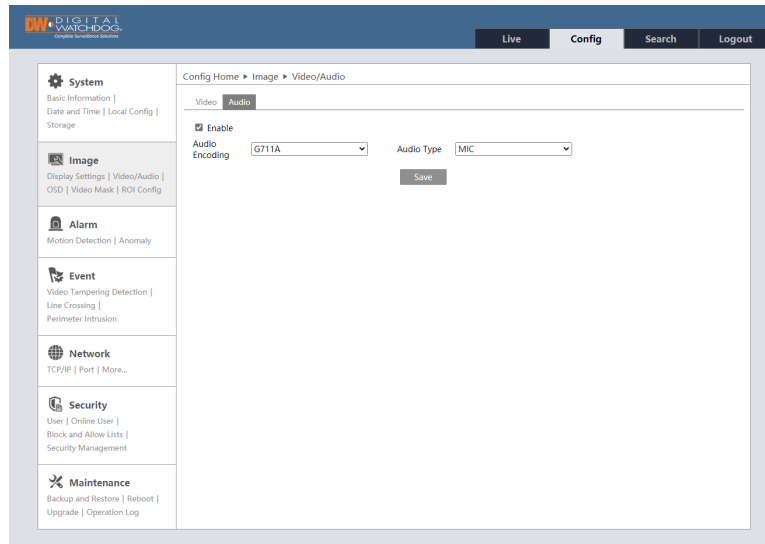 DW DIGITAL
WATCHDOG®
Complete Surveillance Solutions
Live Config Search Logout
System
Basic Information |
Date and Time | Local Config |
Storage
Image
Display Settings | Video/Audio |
OSD | Video Mask | ROI Config
Alarm
Motion Detection | Anomaly
Event
Video Tampering Detection |
Line Crossing |
Perimeter Intrusion
Network
TCP/IP | Port | More...
Security
User | Online User |
Block and Allow Lists |
Security Management
Maintenance
Backup and Restore | Reboot |
Upgrade | Operation Log
Config Home ▸ Image ▸ Video/Audio
Video Audio
Enable
Audio
Encoding G711A Audio Type MIC
Save